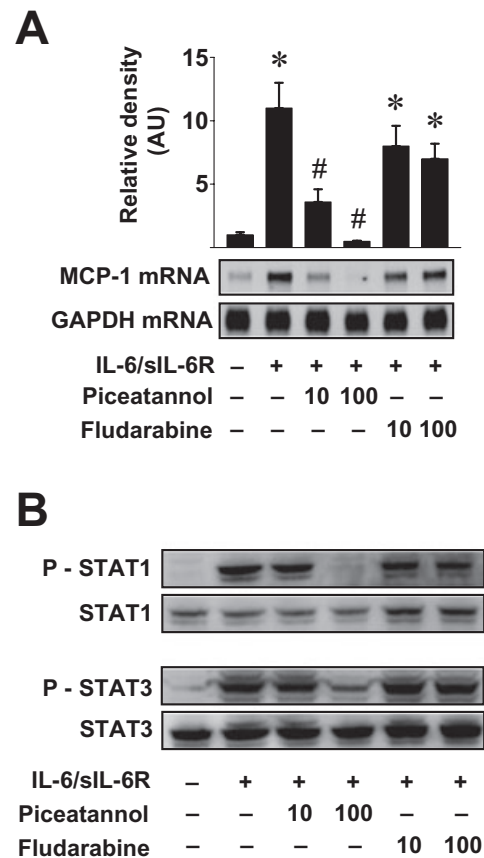 A
Relative density
(AU)
15
10
5
*
#
#
*
*
MCP-1 mRNA
GAPDH mRNA
IL-6/sIL-6R – + + + + +
Piceatannol – – 10 100 – –
Fludarabine – – – – 10 100
B
P - STAT1
STAT1
P - STAT3
STAT3
IL-6/sIL-6R – + + + + +
Piceatannol – – 10 100 – –
Fludarabine – – – – 10 100